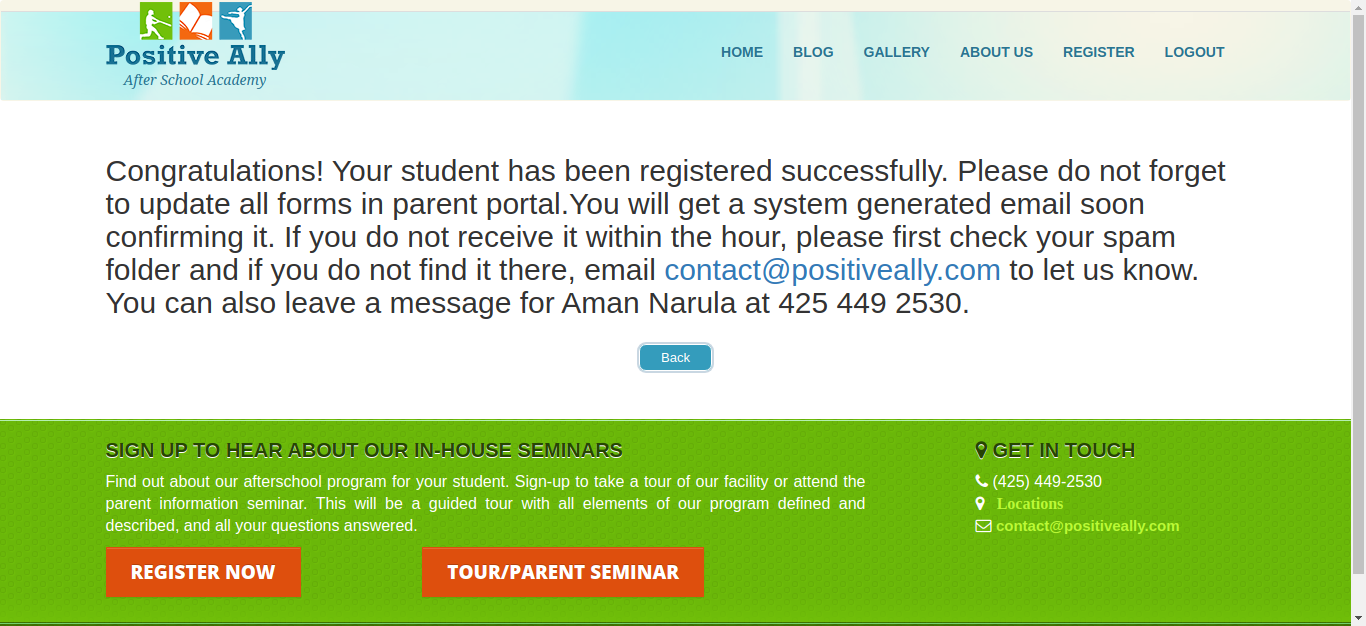 Positive Ally
After School Academy
HOME BLOG GALLERY ABOUT US REGISTER LOGOUT
Congratulations! Your student has been registered successfully. Please do not forget
to update all forms in parent portal.You will get a system generated email soon
confirming it. If you do not receive it within the hour, please first check your spam
folder and if you do not find it there, email contact@positiveally.com to let us know.
You can also leave a message for Aman Narula at 425 449 2530.
Back
SIGN UP TO HEAR ABOUT OUR IN-HOUSE SEMINARS
Find out about our afterschool program for your student. Sign-up to take a tour of our facility or attend the
parent information seminar. This will be a guided tour with all elements of our program defined and
described, and all your questions answered.
REGISTER NOW
TOUR/PARENT SEMINAR
GET IN TOUCH
(425) 449-2530
Locations
contact@positiveally.com